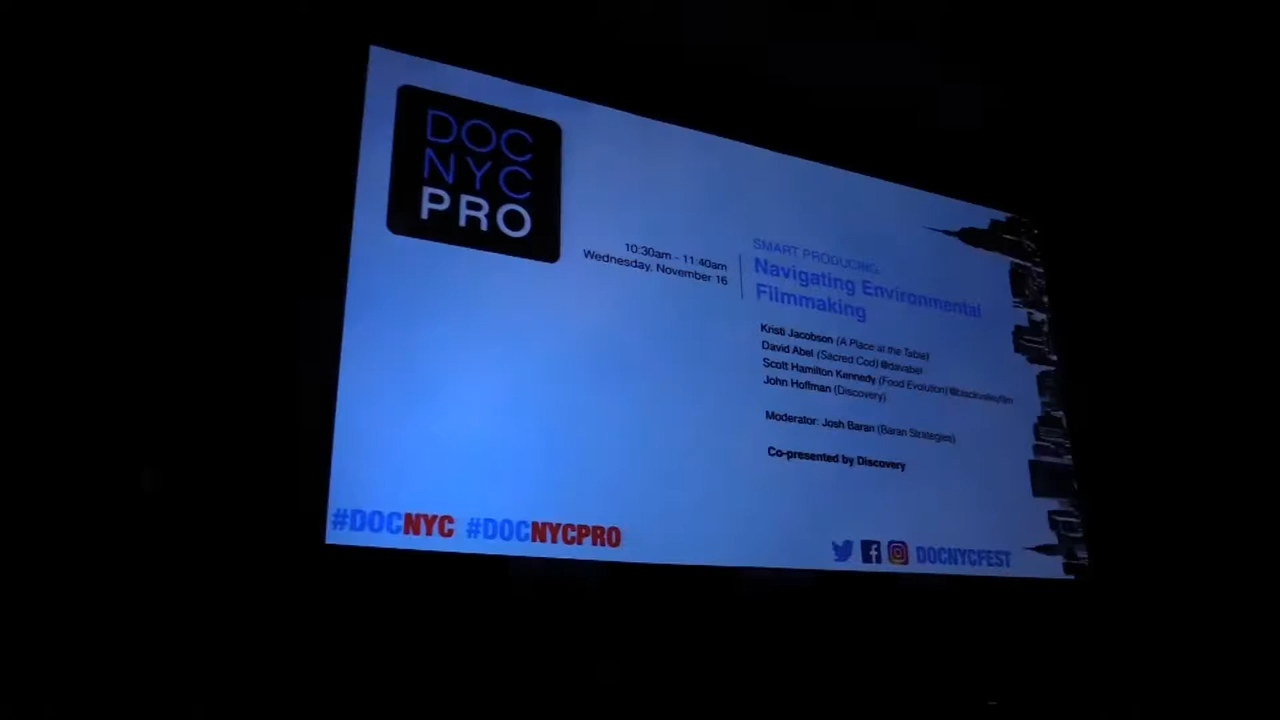 DOC
NYC
PRO
10:30am - 11:40am
Wednesday, November 16
SMART PRODUCING
Navigating Environmental
Filmmaking
Kristi Jacobson (A Place at the Table)
David Abel (Sacred Cod) @davabel
Scott Hamilton Kennedy (Food Evolution) @blackvalleyfilm
John Hoffman (Discovery)
Moderator: Josh Baran (Baran Strategies)
Co-presented by Discovery
#DOCNYC #DOCNYCPRO
DOCNYCFEST